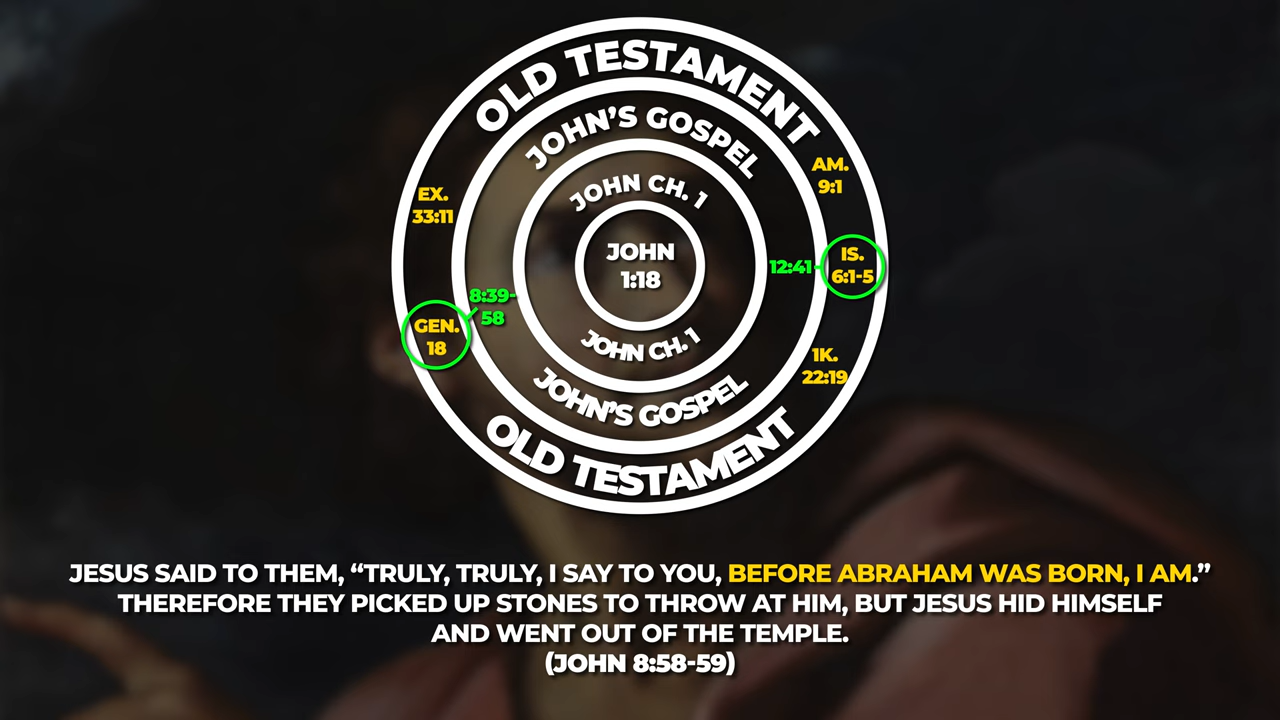 OLD TESTAMENT
JOHN'S GOSPEL
JOHN CH. 1
JOHN
1:18
JOHN CH. 1
JOHN'S GOSPEL
OLD TESTAMENT
EX.
33:11
GEN.
18
8:39-
58
AM.
9:1
12:41-
IS.
6:1-5
1K.
22:19
JESUS SAID TO THEM, “TRULY, TRULY, I SAY TO YOU, BEFORE ABRAHAM WAS BORN, I AM.”
THEREFORE THEY PICKED UP STONES TO THROW AT HIM, BUT JESUS HID HIMSELF
AND WENT OUT OF THE TEMPLE.
(JOHN 8:58-59)